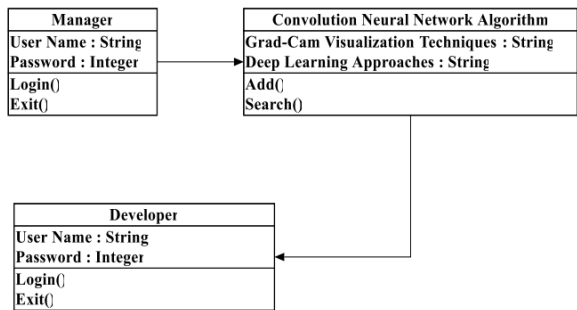 Manager
User Name : String
Password : Integer
Login()
Exit()
Convolution Neural Network Algorithm
Grad-Cam Visualization Techniques : String
Deep Learning Approaches : String
Add()
Search()
Developer
User Name : String
Password : Integer
Login()
Exit()